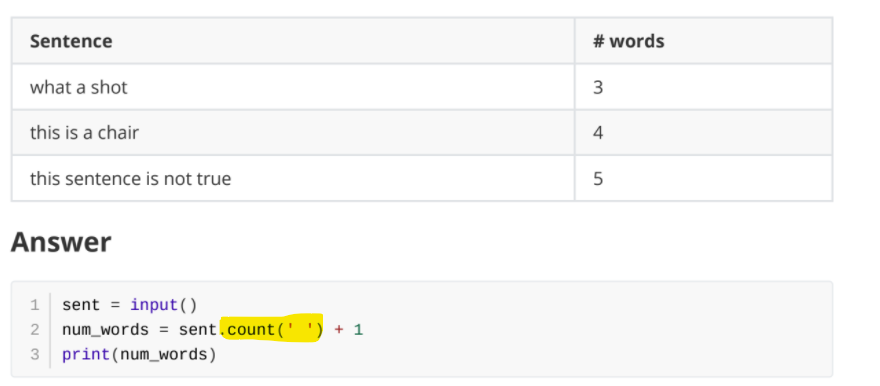 Sentence # words
what a shot 3
this is a chair 4
this sentence is not true 5
Answer
1 sent = input()
2 num_words = sent.count(' ') + 1
3 print(num_words)